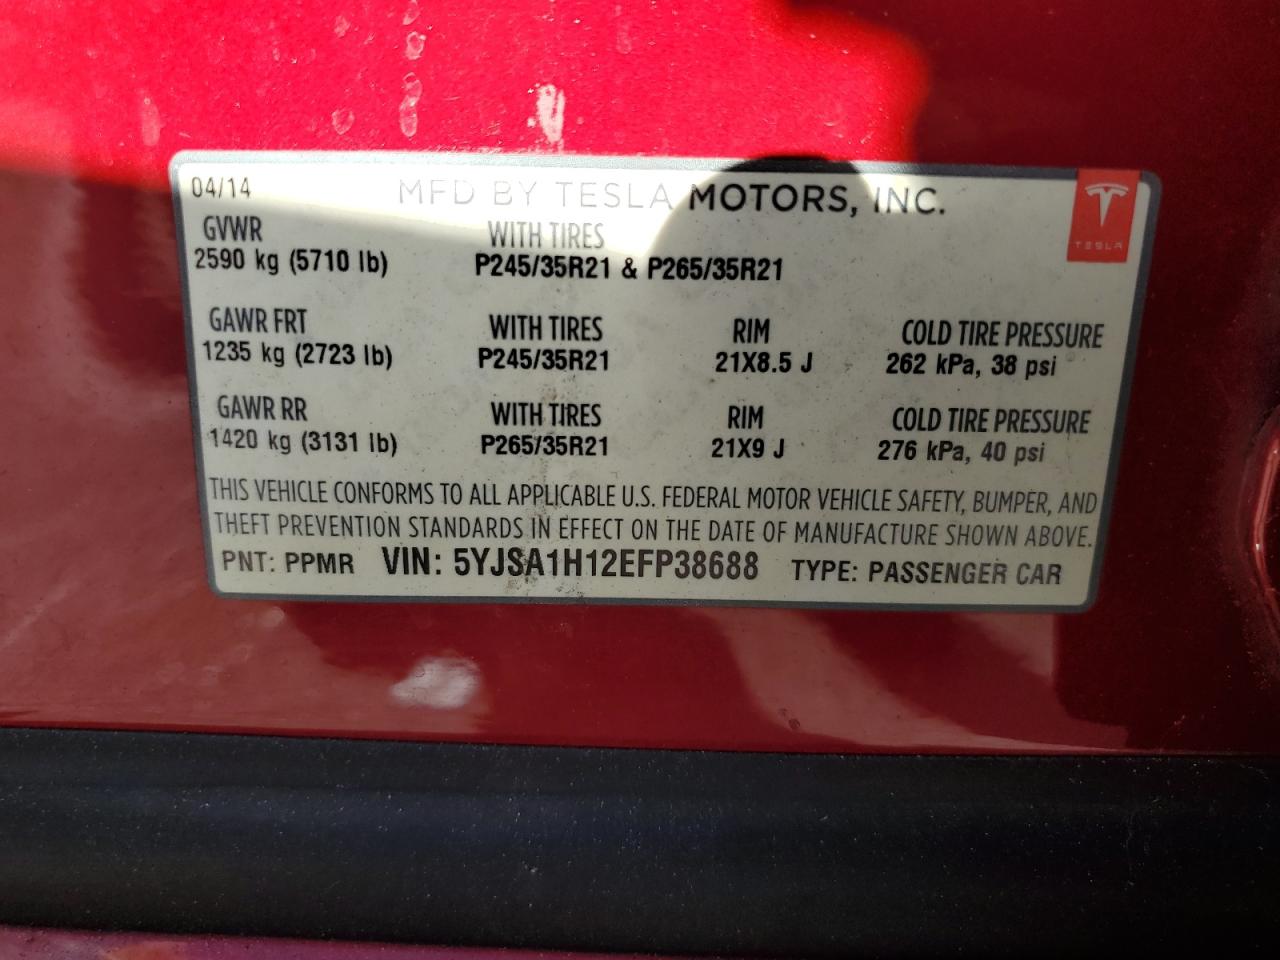 04/14 MFD BY TESLA MOTORS, INC.
TESLA
GVWR WITH TIRES
2590 kg (5710 lb) P245/35R21 & P265/35R21
GAWR FRT WITH TIRES RIM COLD TIRE PRESSURE
1235 kg (2723 lb) P245/35R21 21X8.5 J 262 kPa, 38 psi
GAWR RR WITH TIRES RIM COLD TIRE PRESSURE
1420 kg (3131 lb) P265/35R21 21X9 J 276 kPa, 40 psi
THIS VEHICLE CONFORMS TO ALL APPLICABLE U.S. FEDERAL MOTOR VEHICLE SAFETY, BUMPER, AND
THEFT PREVENTION STANDARDS IN EFFECT ON THE DATE OF MANUFACTURE SHOWN ABOVE.
PNT: PPMR VIN: 5YJSA1H12EFP38688 TYPE: PASSENGER CAR